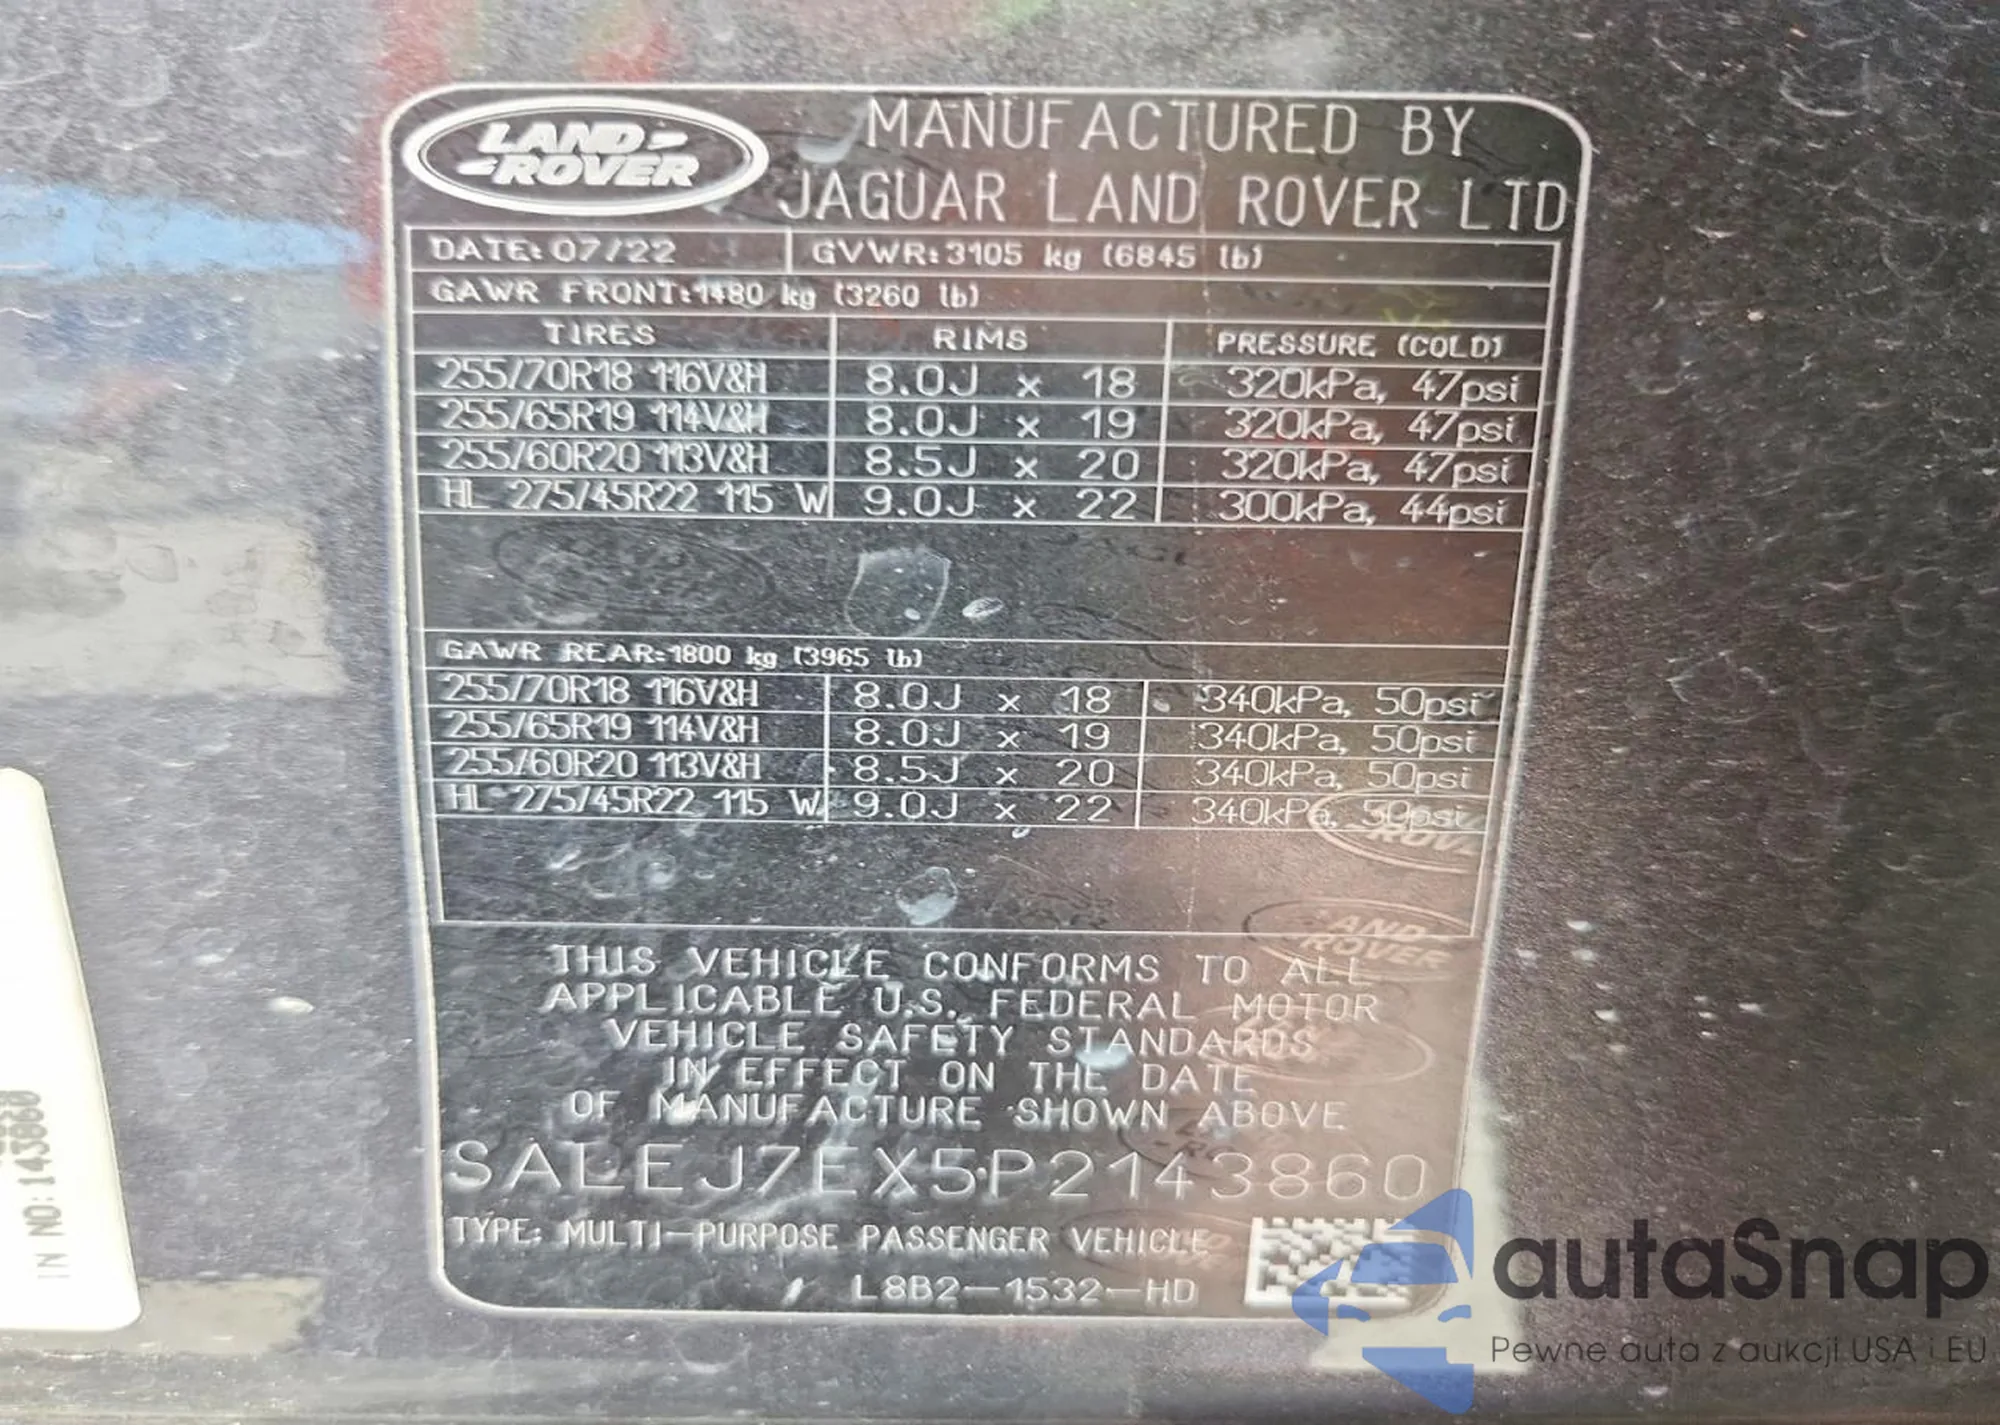 LAND ROVER
MANUFACTURED BY
JAGUAR LAND ROVER LTD
DATE: 07/22 GVWR: 3105 kg (6845 lb)
GAWR FRONT: 1480 kg (3260 lb)
TIRES RIMS PRESSURE (COLD)
255/70R18 116V&H 8.0J x 18 320kPa, 47psi
255/65R19 114V&H 8.0J x 19 320kPa, 47psi
255/60R20 113V&H 8.5J x 20 320kPa, 47psi
HL 275/45R22 115 W 9.0J x 22 300kPa, 44psi
GAWR REAR: 1800 kg (3965 lb)
255/70R18 116V&H 8.0J x 18 340kPa, 50psi
255/65R19 114V&H 8.0J x 19 340kPa, 50psi
255/60R20 113V&H 8.5J x 20 340kPa, 50psi
HL 275/45R22 115 W 9.0J x 22 340kPa, 50psi
THIS VEHICLE CONFORMS TO ALL
APPLICABLE U.S. FEDERAL MOTOR
VEHICLE SAFETY STANDARDS
IN EFFECT ON THE DATE
OF MANUFACTURE SHOWN ABOVE
SALEJ7EX5P2143860
TYPE: MULTI-PURPOSE PASSENGER VEHICLE
L8B2-1532-HD
IN NO: 143860
autaSnap
Pewne auta z aukcji USA i EU